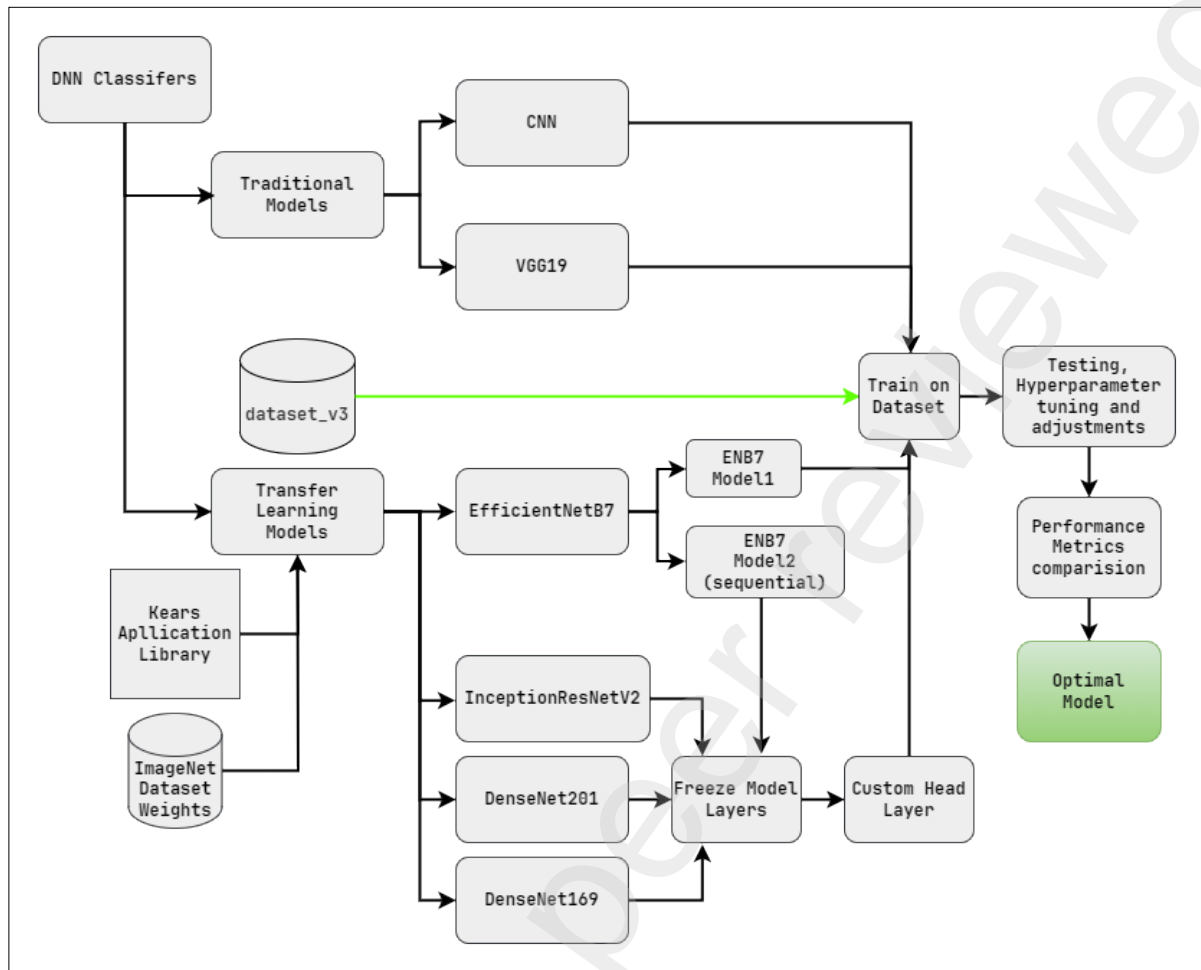 DNN Classifers
CNN
Traditional
Models
VGG19
dataset_v3
Train on
Dataset
Testing,
Hyperparameter
tuning and
adjustments
Transfer
Learning
Models
EfficientNetB7
ENB7
Model1
ENB7
Model2
(sequential)
Performance
Metrics
comparision
Kears
Apllication
Library
InceptionResNetV2
Optimal
Model
ImageNet
Dataset
Weights
DenseNet201
Freeze Model
Layers
Custom Head
Layer
DenseNet169
peer reviewed